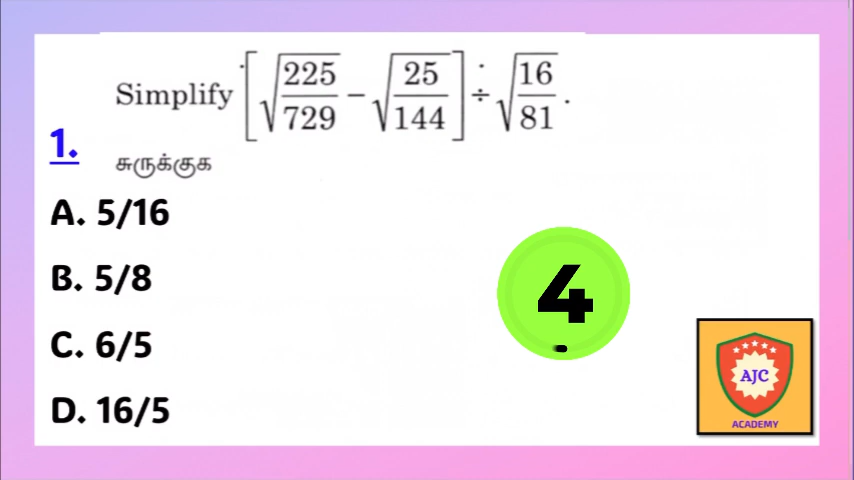 Simplify [√(225/729) − √(25/144)] ÷ √(16/81) .
1.
சுருக்குக
A. 5/16
B. 5/8
C. 6/5
D. 16/5
4
AJC
ACADEMY